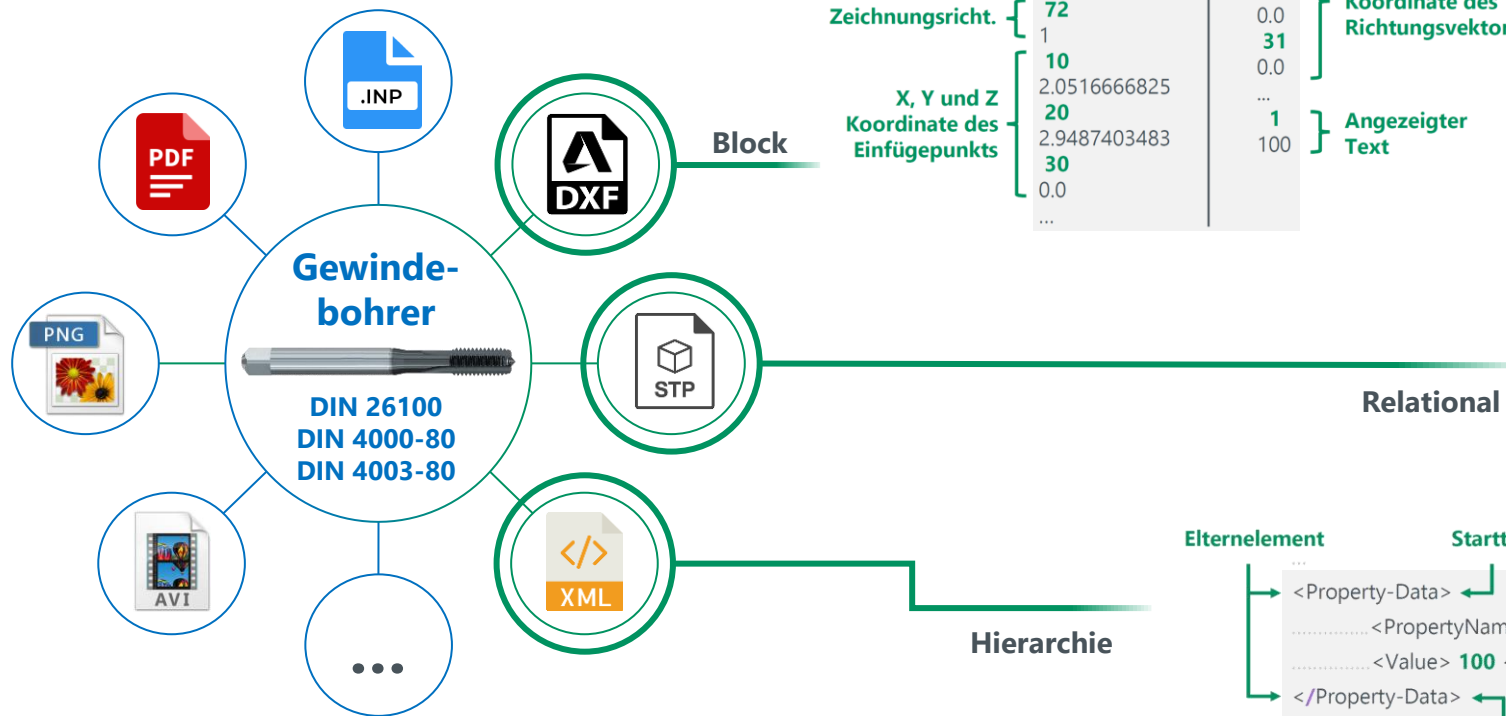 .INP
PDF
DXF
Block
PNG
Gewinde-
bohrer
DIN 26100
DIN 4000-80
DIN 4003-80
STP
Relational
AVI
</>
XML
Hierarchie
...
Zeichnungsricht.
72
1
10
2.0516666825
20
2.9487403483
30
0.0
...
X, Y und Z
Koordinate des
Einfügepunkts
0.0
31
0.0
...
1
100
Koordinate des
Angezeigter
Text
Elternelement
...
<Property-Data>
<Value> 100
</Property-Data>